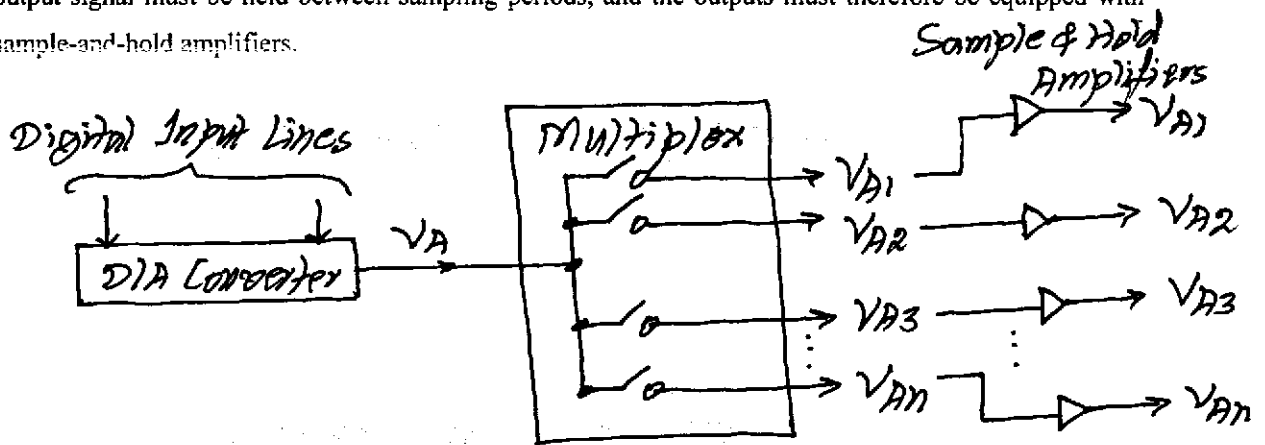 output signal must be held between sampling periods, and the outputs must therefore be equipped with
sample-and-hold amplifiers.
Sample & Hold
Amplifiers
Digital Input Lines
Multiplex
D/A Converter
VA
VA1
VA2
VA3
VAn
VA1
VA2
VA3
VAn